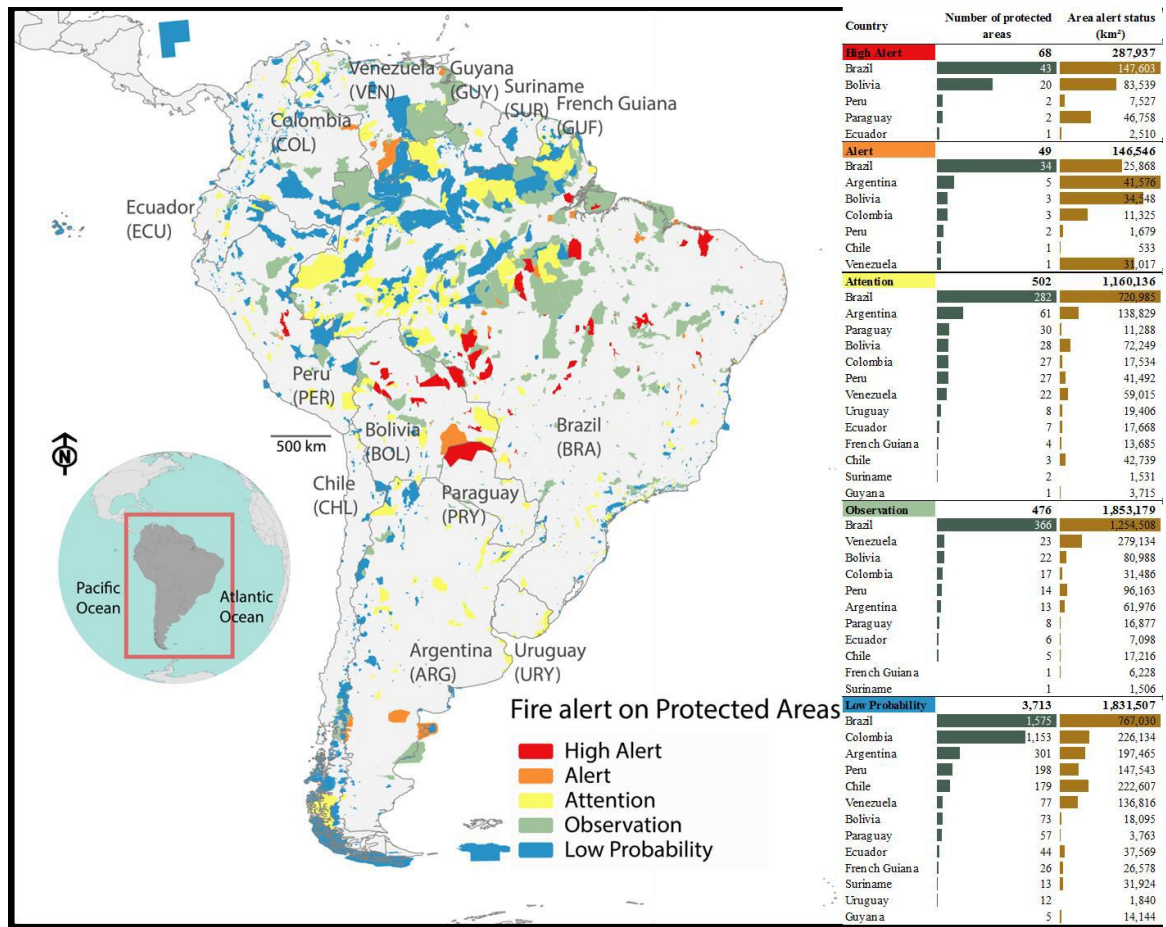 Venezuela
(VEN)
Guyana
(GUY)
Suriname
(SUR)
French Guiana
(GUF)
Colombia
(COL)
Ecuador
(ECU)
Peru
(PER)
500 km
N
Bolivia
(BOL)
Brazil
(BRA)
Chile
(CHL)
Paraguay
(PRY)
Pacific
Ocean
Atlantic
Ocean
Argentina
(ARG)
Uruguay
(URY)
Fire alert on Protected Areas
High Alert
Alert
Attention
Observation
Low Probability
Country Number of protected areas Area alert status (km²)
High Alert 68 287,937
Brazil 43 147,603
Bolivia 20 83,539
Peru 2 7,527
Paraguay 2 46,758
Ecuador 1 2,510
Alert 49 146,546
Brazil 34 25,868
Argentina 5 41,576
Bolivia 3 34,548
Colombia 3 11,325
Peru 2 1,679
Chile 1 533
Venezuela 1 31,017
Attention 502 1,160,136
Brazil 282 720,985
Argentina 61 138,829
Paraguay 30 11,288
Bolivia 28 72,249
Colombia 27 17,534
Peru 27 41,492
Venezuela 22 59,015
Uruguay 8 19,406
Ecuador 7 17,668
French Guiana 4 13,685
Chile 3 42,739
Suriname 2 1,531
Guyana 1 3,715
Observation 476 1,853,179
Brazil 366 1,254,508
Venezuela 23 279,134
Bolivia 22 80,988
Colombia 17 31,486
Peru 14 96,163
Argentina 13 61,976
Paraguay 8 16,877
Ecuador 6 7,098
Chile 5 17,216
French Guiana 1 6,228
Suriname 1 1,506
Low Probability 3,713 1,831,507
Brazil 1,575 767,030
Colombia 1,153 226,134
Argentina 301 197,465
Peru 198 147,543
Chile 179 222,607
Venezuela 77 136,816
Bolivia 73 18,095
Paraguay 57 3,763
Ecuador 44 37,569
French Guiana 26 26,578
Suriname 13 31,924
Uruguay 12 1,840
Guyana 5 14,144